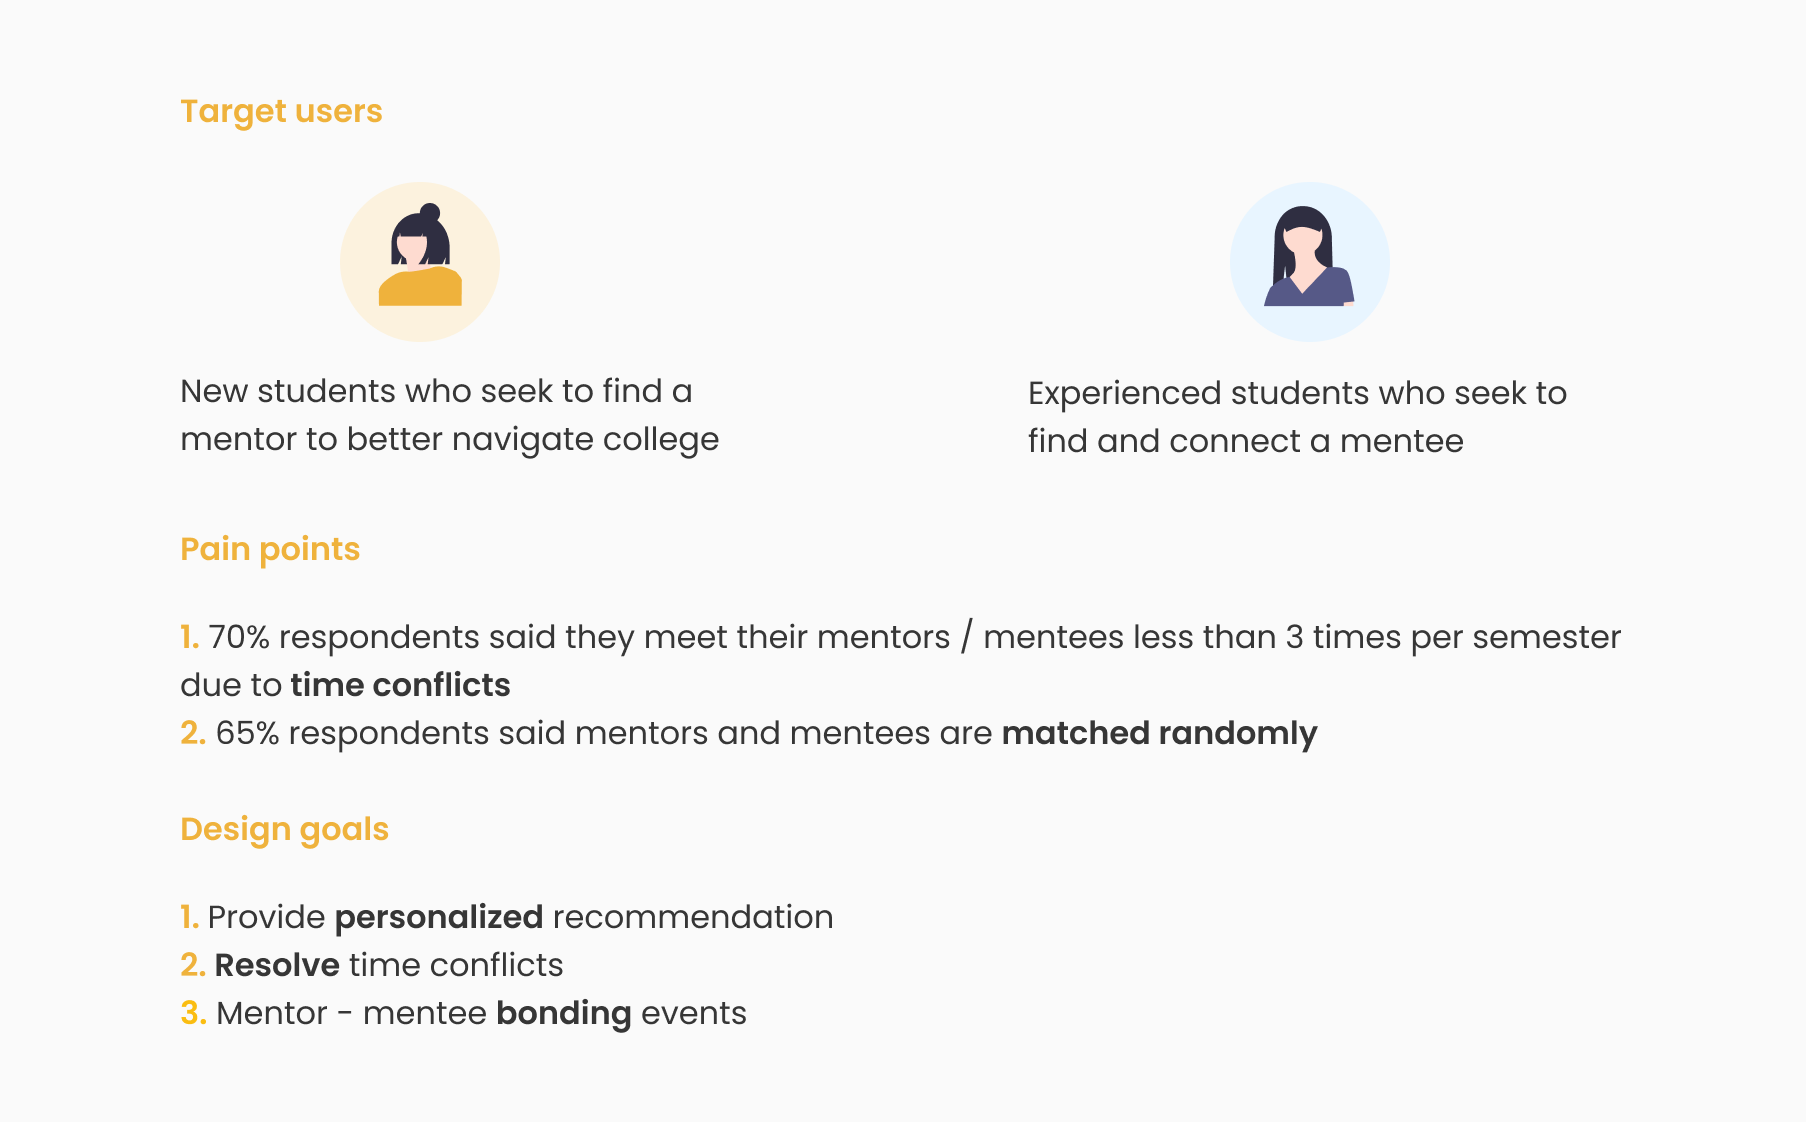 Target users
New students who seek to find a
mentor to better navigate college
Experienced students who seek to
find and connect a mentee
Pain points
1. 70% respondents said they meet their mentors / mentees less than 3 times per semester
due to time conflicts
2. 65% respondents said mentors and mentees are matched randomly
Design goals
1. Provide personalized recommendation
2. Resolve time conflicts
3. Mentor - mentee bonding events